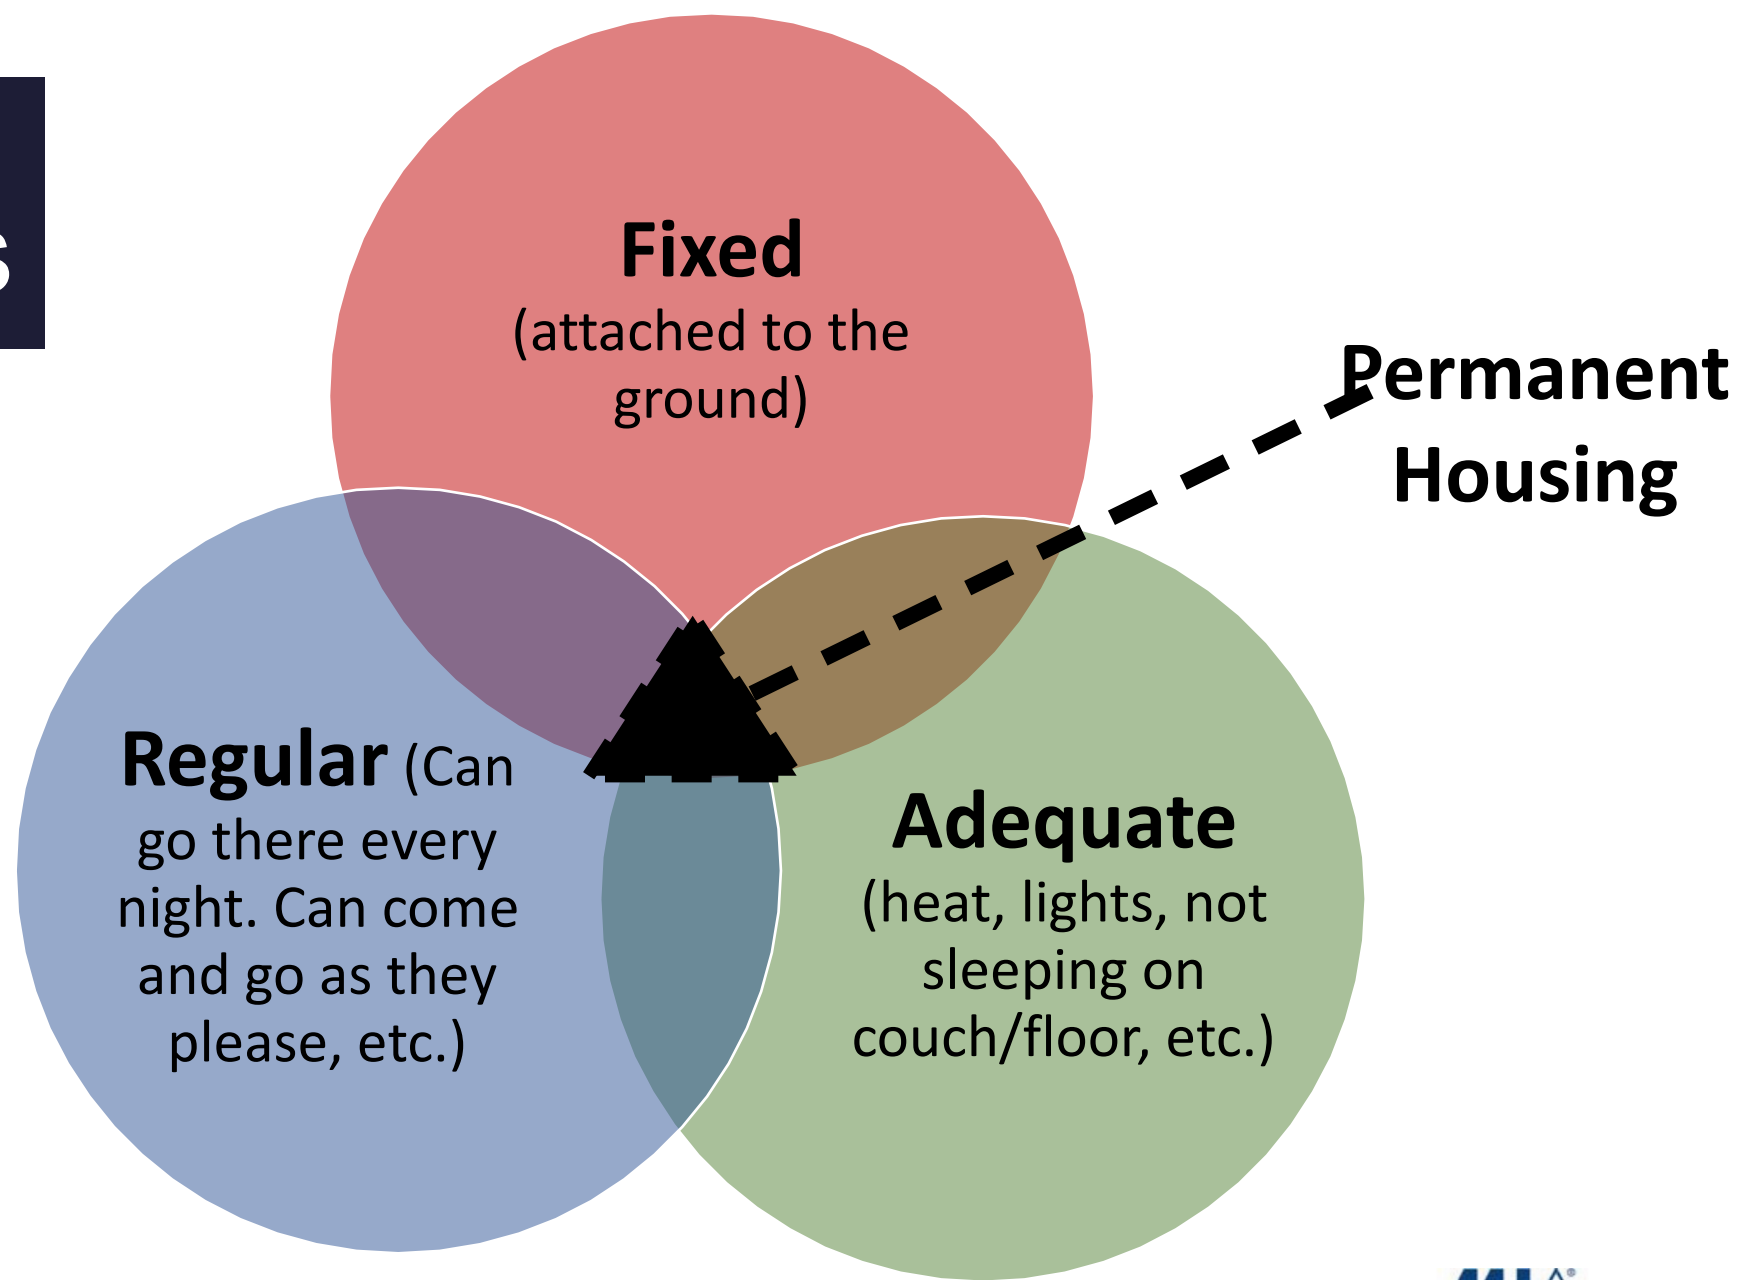 s
Fixed
(attached to the
ground)
Permanent
Housing
Regular (Can
go there every
night. Can come
and go as they
please, etc.)
Adequate
(heat, lights, not
sleeping on
couch/floor, etc.)